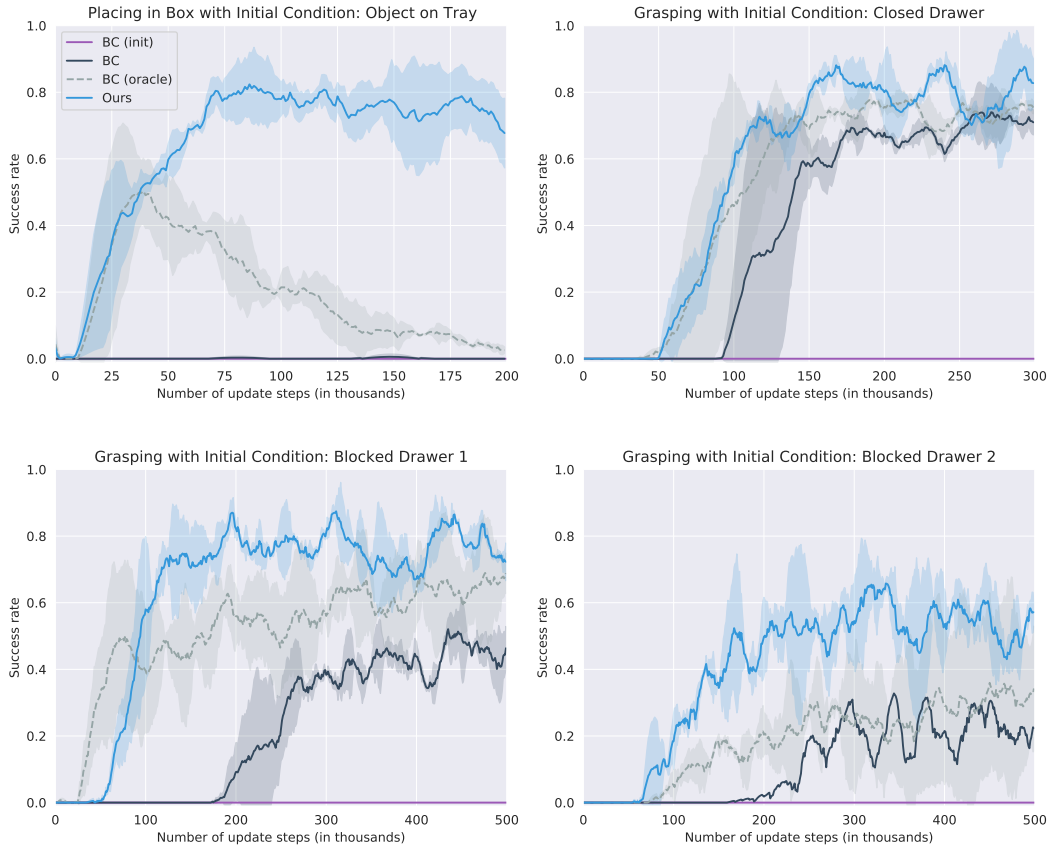 Placing in Box with Initial Condition: Object on Tray
1.0
0.8
0.6
0.4
0.2
0.0
Success rate
BC (init)
BC
BC (oracle)
Ours
0 25 50 75 100 125 150 175 200
Number of update steps (in thousands)
Grasping with Initial Condition: Closed Drawer
1.0
0.8
0.6
0.4
0.2
0.0
Success rate
0 50 100 150 200 250 300
Number of update steps (in thousands)
Grasping with Initial Condition: Blocked Drawer 1
1.0
0.8
0.6
0.4
0.2
0.0
Success rate
0 100 200 300 400 500
Number of update steps (in thousands)
Grasping with Initial Condition: Blocked Drawer 2
1.0
0.8
0.6
0.4
0.2
0.0
Success rate
0 100 200 300 400 500
Number of update steps (in thousands)